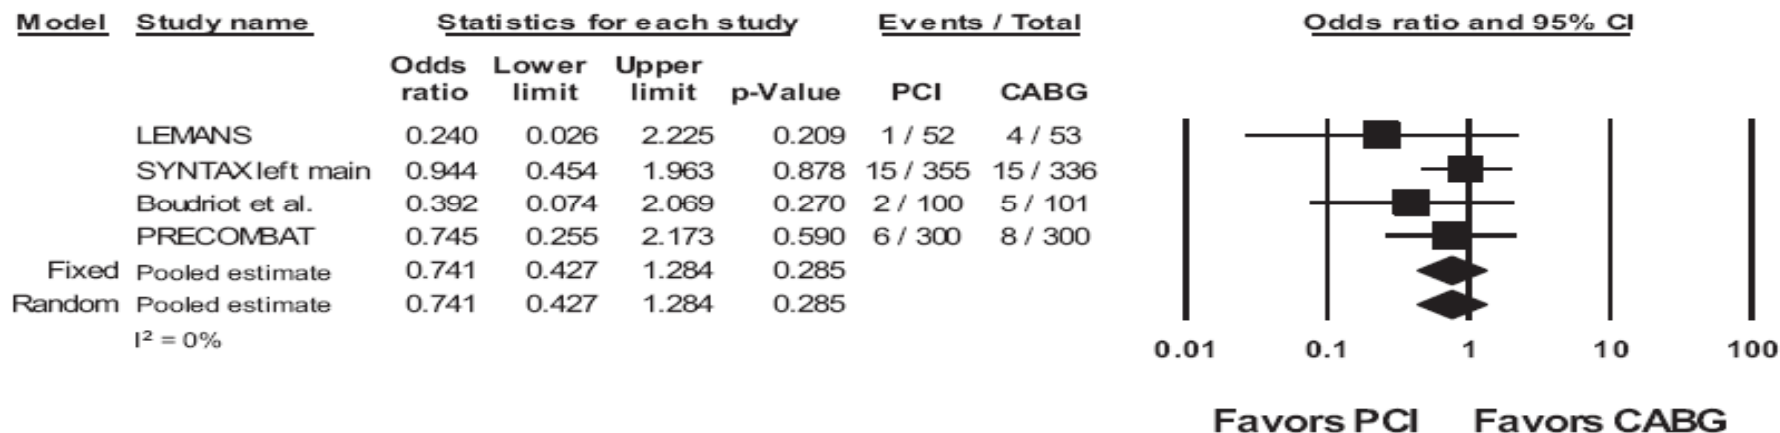 Model Study name Statistics for each study Events / Total Odds ratio and 95% CI
Odds ratio Lower limit Upper limit p-Value PCI CABG
LEMANS 0.240 0.026 2.225 0.209 1 / 52 4 / 53
SYNTAX left main 0.944 0.454 1.963 0.878 15 / 355 15 / 336
Boudriot et al. 0.392 0.074 2.069 0.270 2 / 100 5 / 101
PRECOMBAT 0.745 0.255 2.173 0.590 6 / 300 8 / 300
Fixed Pooled estimate 0.741 0.427 1.284 0.285
Random Pooled estimate 0.741 0.427 1.284 0.285
I² = 0%
0.01 0.1 1 10 100
Favors PCI Favors CABG